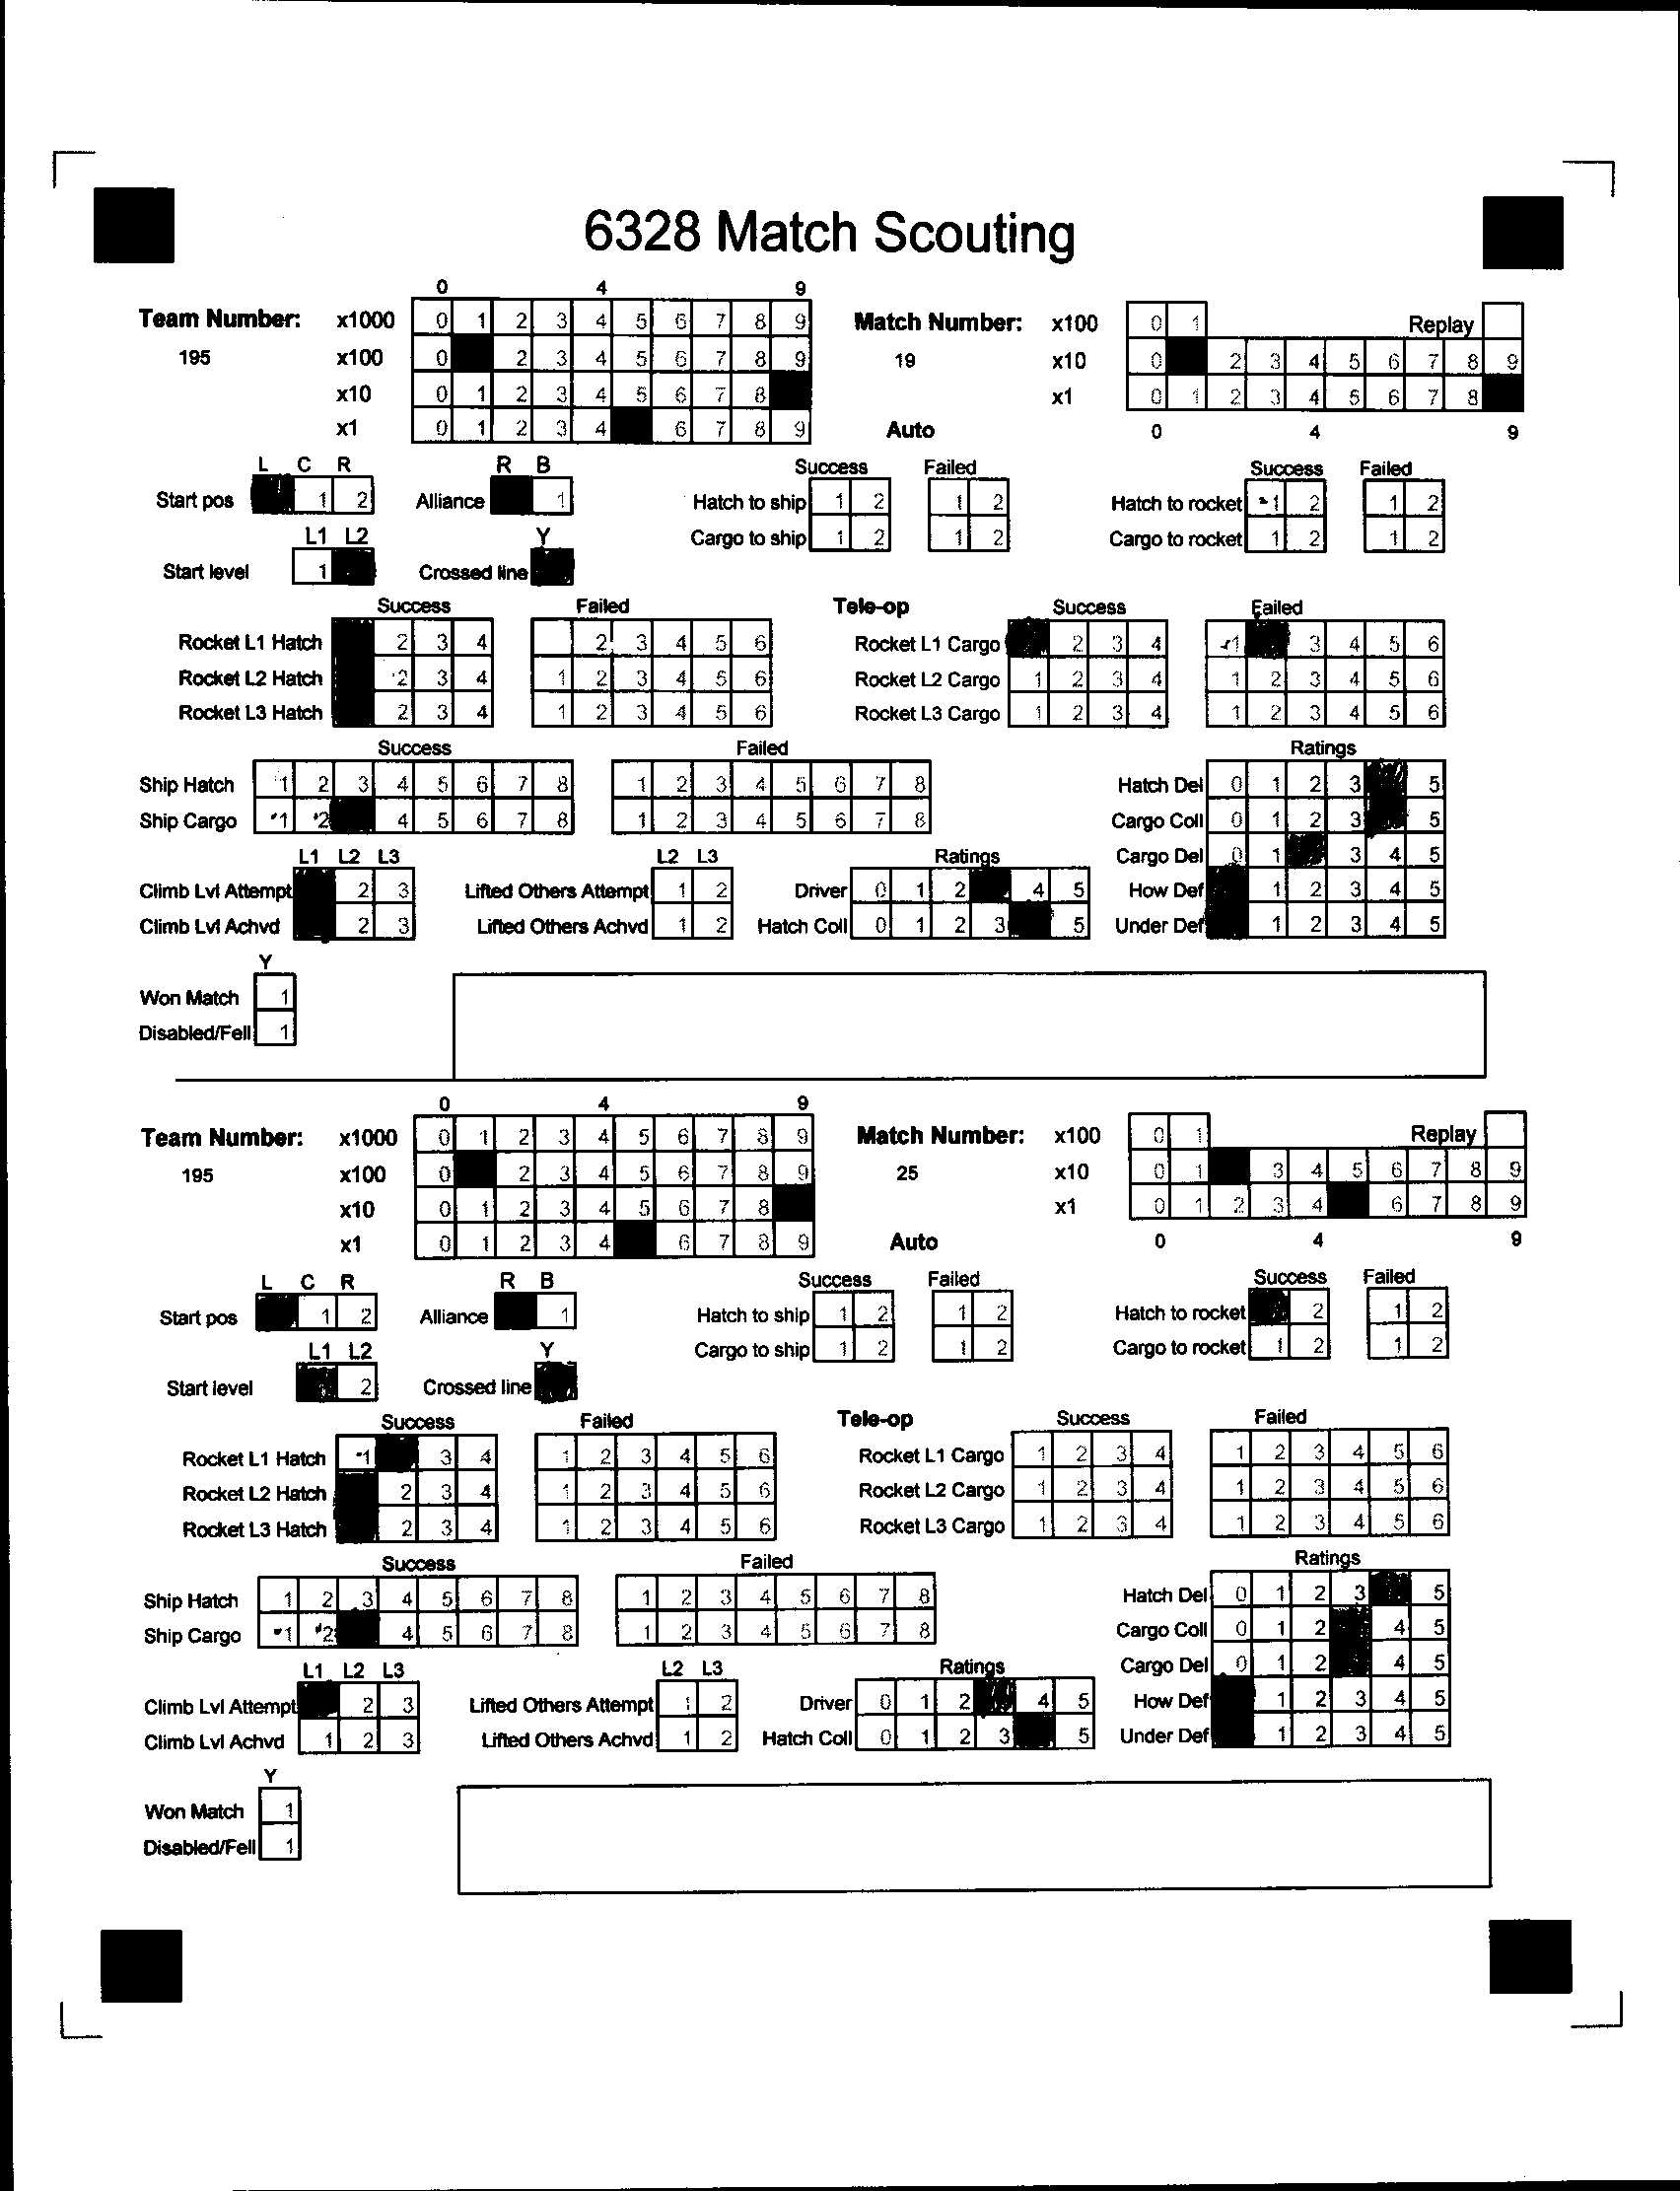 6328 Match Scouting
0 4 9
Team Number: x1000 0 1 2 3 4 5 6 7 8 9 Match Number: x100 0 1 Replay
195 x100 0 2 3 4 5 6 7 8 9 19 x10 0 2 3 4 5 6 7 8 9
x10 0 1 2 3 4 5 6 7 8 x1 0 1 2 3 4 5 6 7 8
x1 0 1 2 3 4 6 7 8 9 Auto 0 4 9
L C R R B Success Failed Success Failed
Start pos 1 2 Alliance 1 Hatch to ship 1 2 1 2 Hatch to rocket 1 2 1 2
L1 L2 Y Cargo to ship 1 2 1 2 Cargo to rocket 1 2 1 2
Start level 1 Crossed line
Success Failed Tele-op Success Failed
Rocket L1 Hatch 2 3 4 2 3 4 5 6 Rocket L1 Cargo 2 3 4 1 3 4 5 6
Rocket L2 Hatch 2 3 4 1 2 3 4 5 6 Rocket L2 Cargo 1 2 3 4 1 2 3 4 5 6
Rocket L3 Hatch 2 3 4 1 2 3 4 5 6 Rocket L3 Cargo 1 2 3 4 1 2 3 4 5 6
Success Failed Ratings
Ship Hatch 1 2 3 4 5 6 7 8 1 2 3 4 5 6 7 8 Hatch Del 0 1 2 3 5
Ship Cargo 1 2 4 5 6 7 8 1 2 3 4 5 6 7 8 Cargo Coll 0 1 2 3 5
L1 L2 L3 L2 L3 Ratings Cargo Del 0 1 3 4 5
Climb Lvl Attempt 2 3 Lifted Others Attempt 1 2 Driver 0 1 2 4 5 How Def 1 2 3 4 5
Climb Lvl Achvd 2 3 Lifted Others Achvd 1 2 Hatch Coll 0 1 2 3 5 Under Def 1 2 3 4 5
Y
Won Match 1
Disabled/Fell 1
0 4 9
Team Number: x1000 0 1 2 3 4 5 6 7 8 9 Match Number: x100 0 1 Replay
195 x100 0 2 3 4 5 6 7 8 9 25 x10 0 1 3 4 5 6 7 8 9
x10 0 1 2 3 4 5 6 7 8 x1 0 1 2 3 4 6 7 8 9
x1 0 1 2 3 4 6 7 8 9 Auto 0 4 9
L C R R B Success Failed Success Failed
Start pos 1 2 Alliance 1 Hatch to ship 1 2 1 2 Hatch to rocket 2 1 2
L1 L2 Y Cargo to ship 1 2 1 2 Cargo to rocket 1 2 1 2
Start level 2 Crossed line
Success Failed Tele-op Success Failed
Rocket L1 Hatch 1 3 4 1 2 3 4 5 6 Rocket L1 Cargo 1 2 3 4 1 2 3 4 5 6
Rocket L2 Hatch 2 3 4 1 2 3 4 5 6 Rocket L2 Cargo 1 2 3 4 1 2 3 4 5 6
Rocket L3 Hatch 2 3 4 1 2 3 4 5 6 Rocket L3 Cargo 1 2 3 4 1 2 3 4 5 6
Success Failed Ratings
Ship Hatch 1 2 3 4 5 6 7 8 1 2 3 4 5 6 7 8 Hatch Del 0 1 2 3 5
Ship Cargo 1 2 4 5 6 7 8 1 2 3 4 5 6 7 8 Cargo Coll 0 1 2 4 5
L1 L2 L3 L2 L3 Ratings Cargo Del 0 1 2 4 5
Climb Lvl Attempt 2 3 Lifted Others Attempt 1 2 Driver 0 1 2 4 5 How Def 1 2 3 4 5
Climb Lvl Achvd 1 2 3 Lifted Others Achvd 1 2 Hatch Coll 0 1 2 3 5 Under Def 1 2 3 4 5
Y
Won Match 1
Disabled/Fell 1